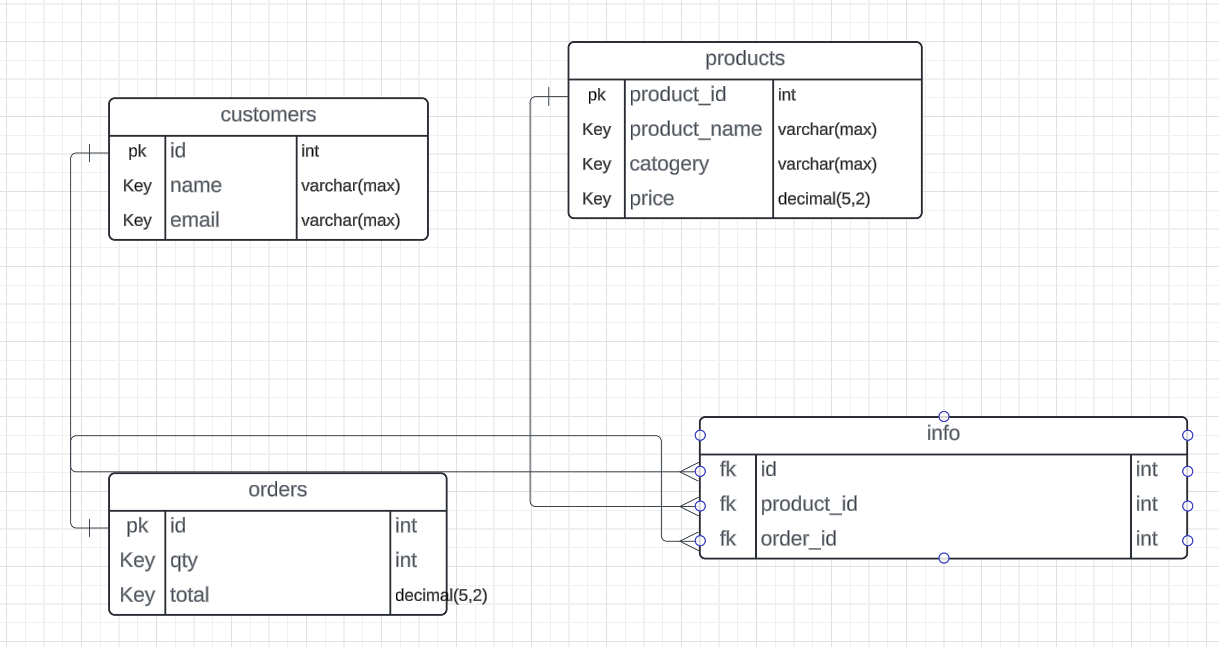 products
pk product_id int
Key product_name varchar(max)
Key catogery varchar(max)
Key price decimal(5,2)
customers
pk id int
Key name varchar(max)
Key email varchar(max)
info
fk id int
fk product_id int
fk order_id int
orders
pk id int
Key qty int
Key total decimal(5,2)